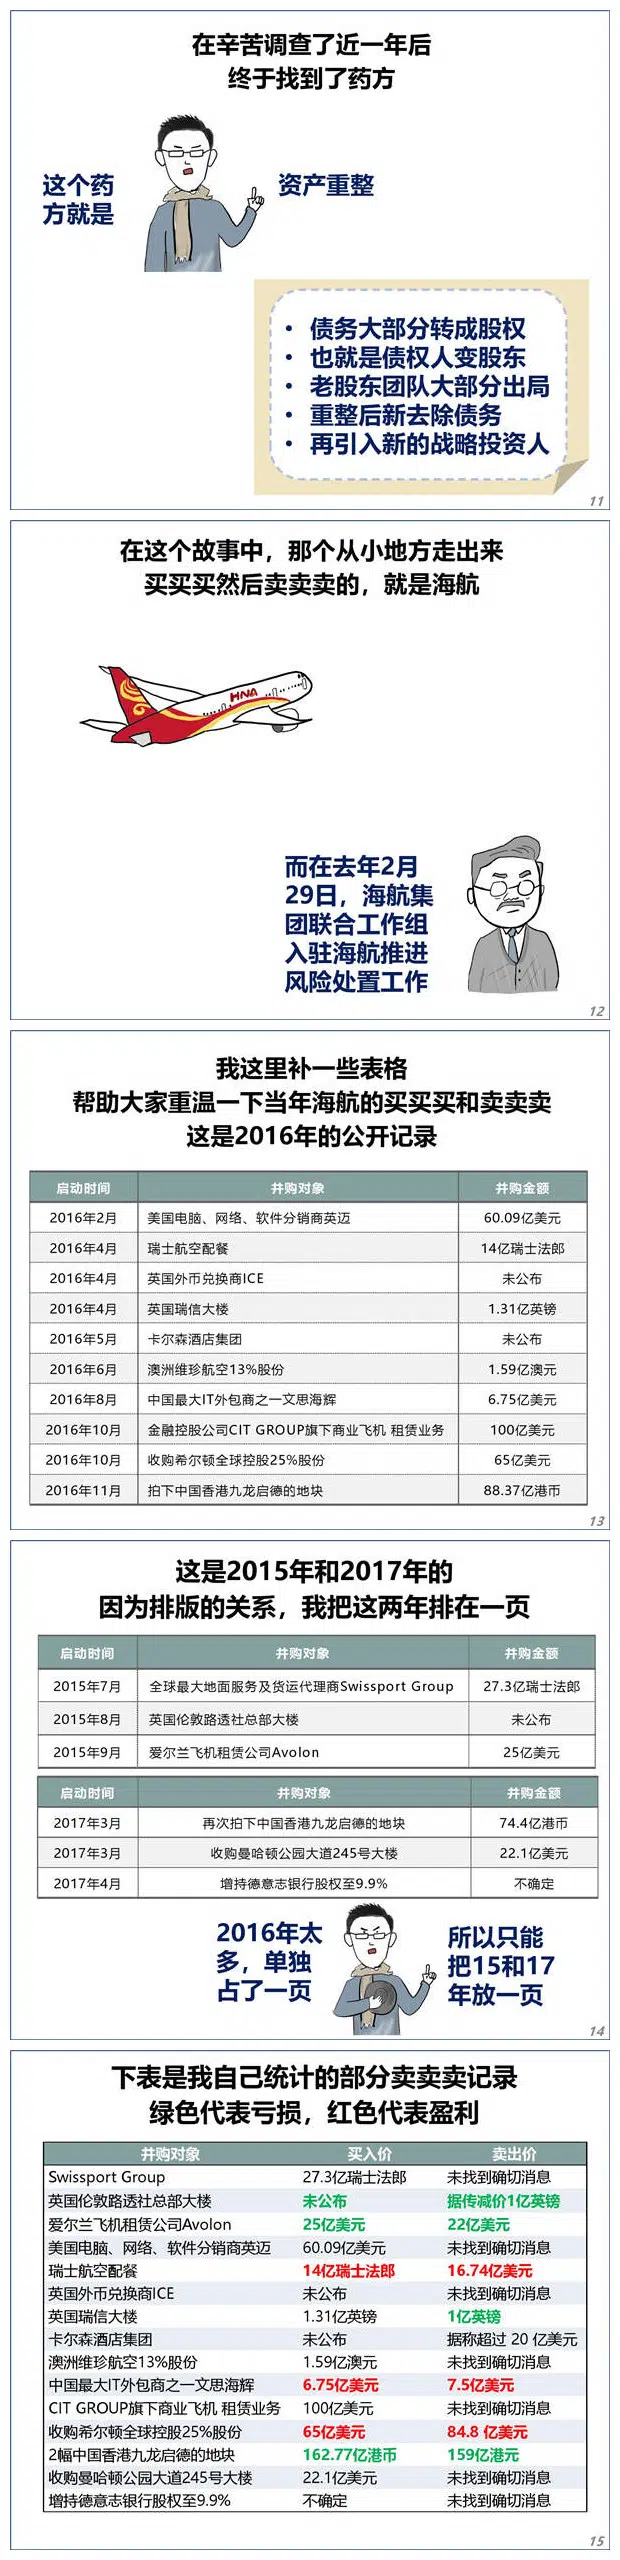 在辛苦调查了近一年后
终于找到了药方
这个药
方就是
资产重整
• 债务大部分转成股权
• 也就是债权人变股东
• 老股东团队大部分出局
• 重整后新去除债务
• 再引入新的战略投资人
11
在这个故事中，那个从小地方走出来
买买买然后卖卖卖的，就是海航
HNA
而在去年2月
29日，海航集
团联合工作组
入驻海航推进
风险处置工作
12
我这里补一些表格
帮助大家重温一下当年海航的买买买和卖卖卖
这是2016年的公开记录
启动时间 并购对象 并购金额
2016年2月 美国电脑、网络、软件分销商英迈 60.09亿美元
2016年4月 瑞士航空配餐 14亿瑞士法郎
2016年4月 英国外币兑换商ICE 未公布
2016年4月 英国瑞信大楼 1.31亿英镑
2016年5月 卡尔森酒店集团 未公布
2016年6月 澳洲维珍航空13%股份 1.59亿澳元
2016年8月 中国最大IT外包商之一文思海辉 6.75亿美元
2016年10月 金融控股公司CIT GROUP旗下商业飞机 租赁业务 100亿美元
2016年10月 收购希尔顿全球控股25%股份 65亿美元
2016年11月 拍下中国香港九龙启德的地块 88.37亿港币
13
这是2015年和2017年的
因为排版的关系，我把这两年排在一页
启动时间 并购对象 并购金额
2015年7月 全球最大地面服务及货运代理商Swissport Group 27.3亿瑞士法郎
2015年8月 英国伦敦路透社总部大楼 未公布
2015年9月 爱尔兰飞机租赁公司Avolon 25亿美元
启动时间 并购对象 并购金额
2017年3月 再次拍下中国香港九龙启德的地块 74.4亿港币
2017年3月 收购曼哈顿公园大道245号大楼 22.1亿美元
2017年4月 增持德意志银行股权至9.9% 不确定
2016年太
多，单独
占了一页
所以只能
把15和17
年放一页
14
下表是我自己统计的部分卖卖卖记录
绿色代表亏损，红色代表盈利
并购对象 买入价 卖出价
Swissport Group 27.3亿瑞士法郎 未找到确切消息
英国伦敦路透社总部大楼 未公布 据传减价1亿英镑
爱尔兰飞机租赁公司Avolon 25亿美元 22亿美元
美国电脑、网络、软件分销商英迈 60.09亿美元 未找到确切消息
瑞士航空配餐 14亿瑞士法郎 16.74亿美元
英国外币兑换商ICE 未公布 未找到确切消息
英国瑞信大楼 1.31亿英镑 1亿英镑
卡尔森酒店集团 未公布 据称超过 20 亿美元
澳洲维珍航空13%股份 1.59亿澳元 未找到确切消息
中国最大IT外包商之一文思海辉 6.75亿美元 7.5亿美元
CIT GROUP旗下商业飞机 租赁业务 100亿美元 未找到确切消息
收购希尔顿全球控股25%股份 65亿美元 84.8 亿美元
2幅中国香港九龙启德的地块 162.77亿港币 159亿港元
收购曼哈顿公园大道245号大楼 22.1亿美元 未找到确切消息
增持德意志银行股权至9.9% 不确定 未找到确切消息
15